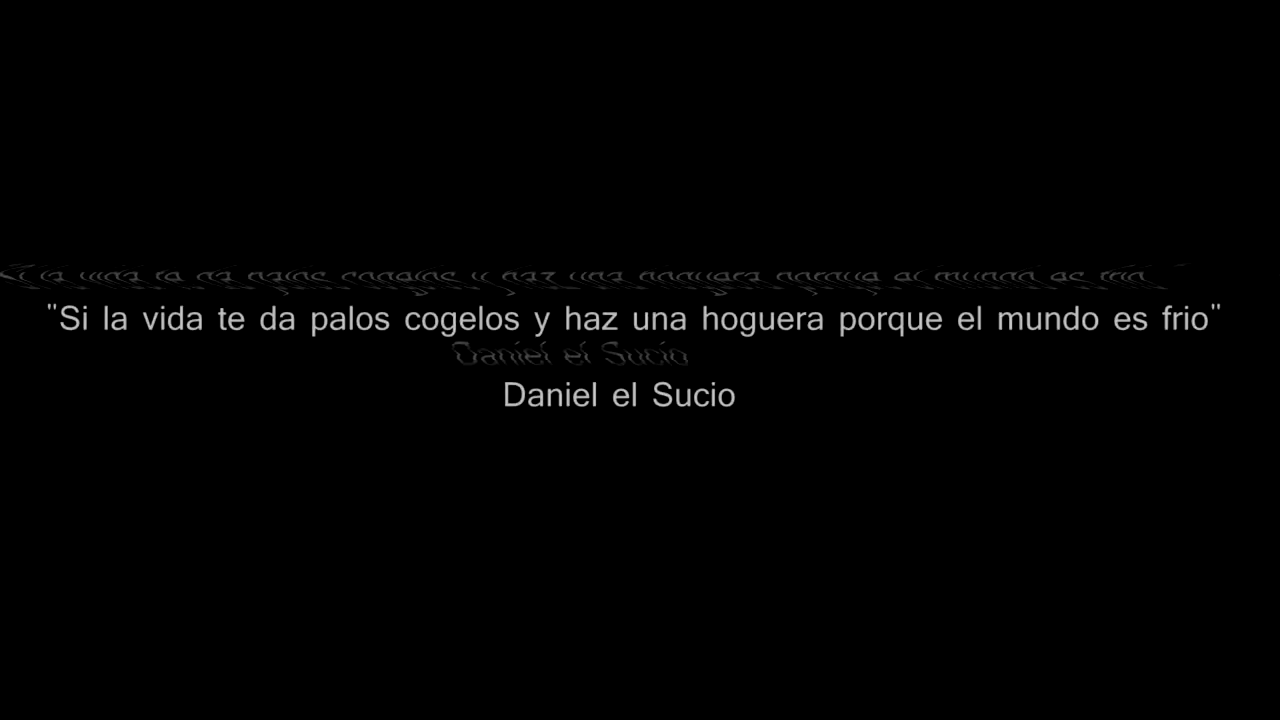 "Si la vida te da palos cogelos y haz una hoguera porque el mundo es frio"
Daniel el Sucio